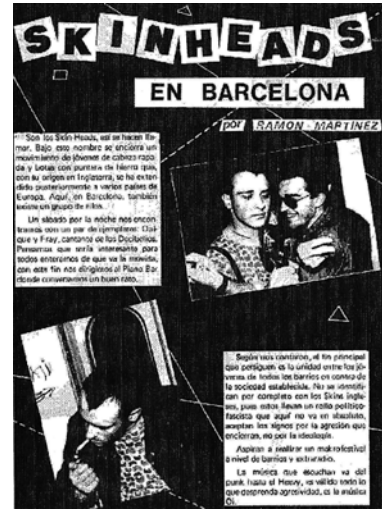 SKINHEADS
EN BARCELONA
por RAMON-MARTINEZ
Son los Skin-Heads, así se hacen lla-
mar. Bajo este nombre se encierra un
movimiento de jóvenes de cabeza rapa-
da y botas con puntera de hierro que,
con su origen en Inglaterra, se ha exten-
dido posteriormente a varios países de
Europa. Aquí, en Barcelona, también
existe un grupo de ellos.
Un sábado por la noche nos encon-
tramos con un par de ejemplares:
que y Fray, cantante de los Decibelios.
Pensamos que sería interesante para
todos enterarnos de que va la movida,
con este fin nos dirigimos al Piano Bar
donde conversamos un buen rato.
Según nos contaron, el fin principal
que persiguen es la unidad entre los jó-
venes de todos los barrios en contra de
la sociedad establecida. No se identifi-
can por completo con los Skins ingle-
ses, pues estos llevan un rollo político-
fascista que aquí no va en absoluto,
aceptan los signos por la agresión que
encierran, no por la ideología.
Aspiran a realizar un makrofestival
a nivel de barrios y extraradio.
La música que escuchan va del
punk hasta el Heavy, es válido todo lo
que desprenda agresividad, es la música
Oi.